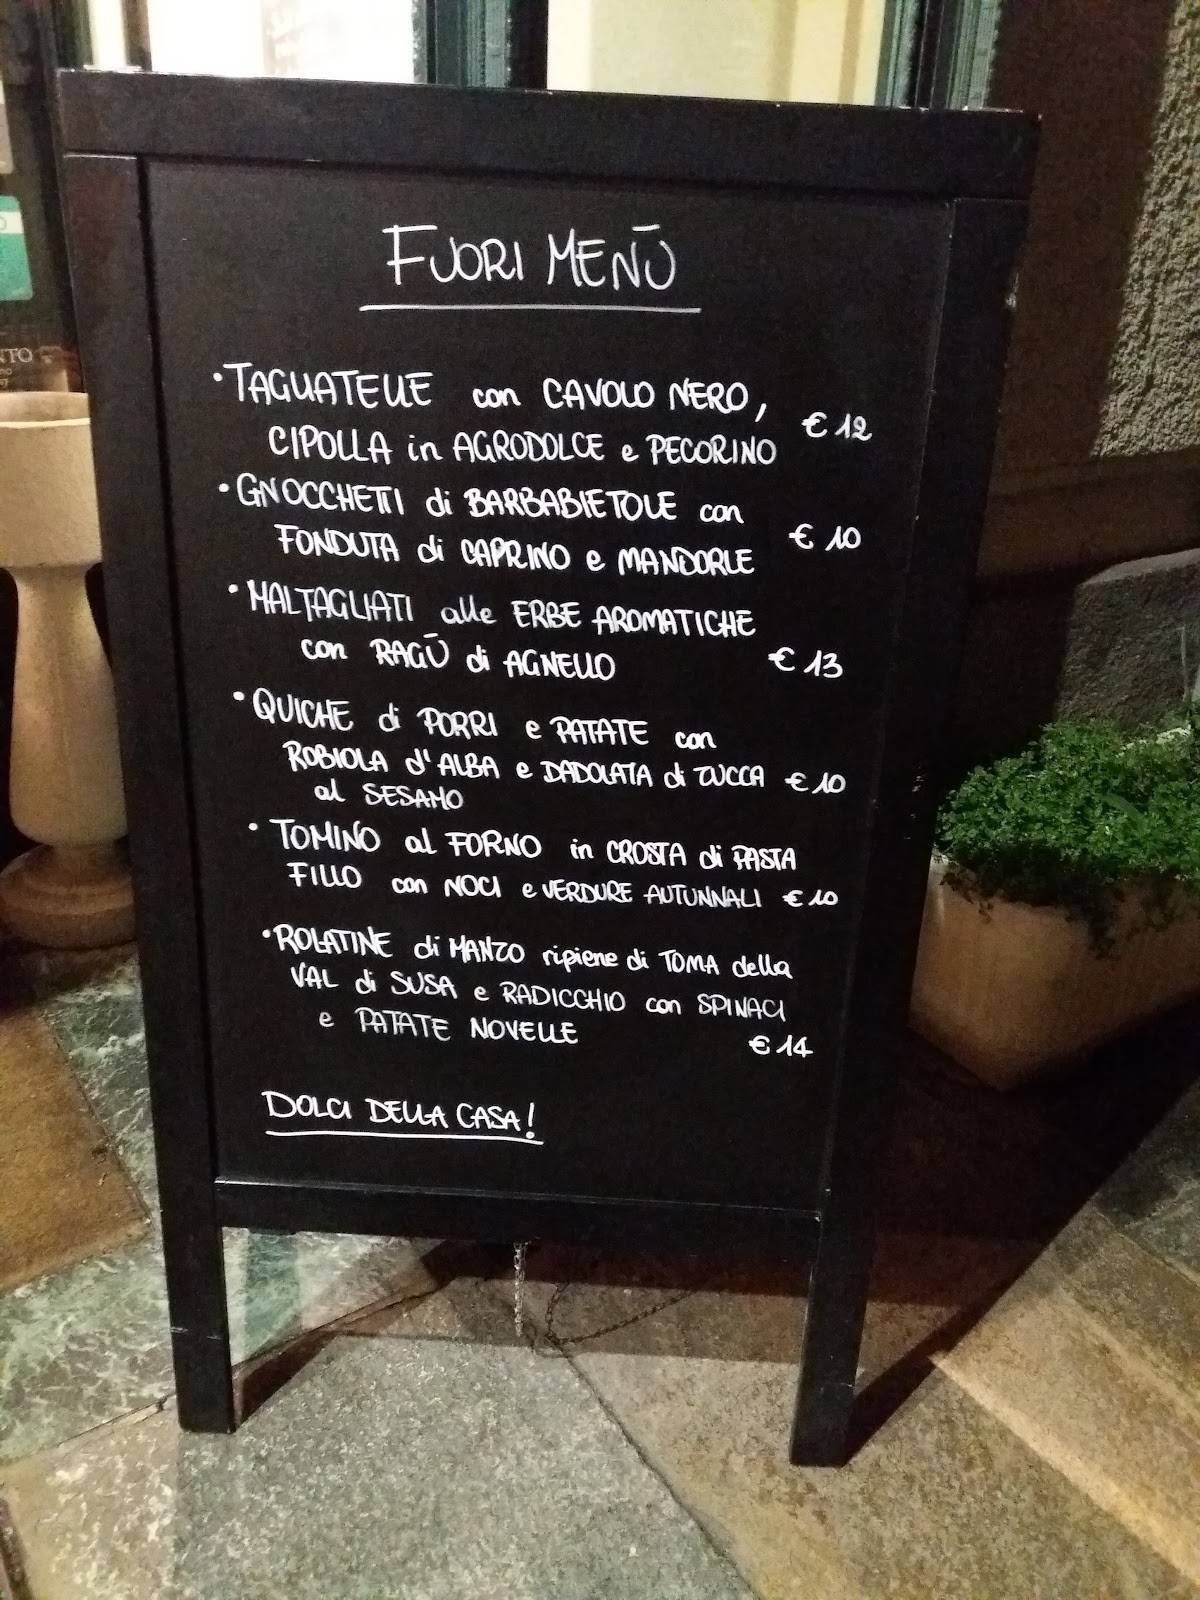 NTO
FUORI MENÙ
• TAGLIATELLE con CAVOLO NERO,
CIPOLLA in AGRODOLCE e PECORINO € 12
• GNOCCHETTI di BARBABIETOLE con
FONDUTA di CAPRINO e MANDORLE € 10
• MALTAGLIATI alle ERBE AROMATICHE
con RAGÙ di AGNELLO € 13
• QUICHE di PORRI e PATATE con
ROBIOLA d'ALBA e DADOLATA di ZUCCA € 10
al SESAMO
• TOMINO al FORNO in CROSTA di PASTA
FILLO con NOCI e VERDURE AUTUNNALI € 10
• ROLATINE di MANZO ripiene di TOMA della
VAL di SUSA e RADICCHIO con SPINACI
e PATATE NOVELLE € 14
DOLCI DELLA CASA!